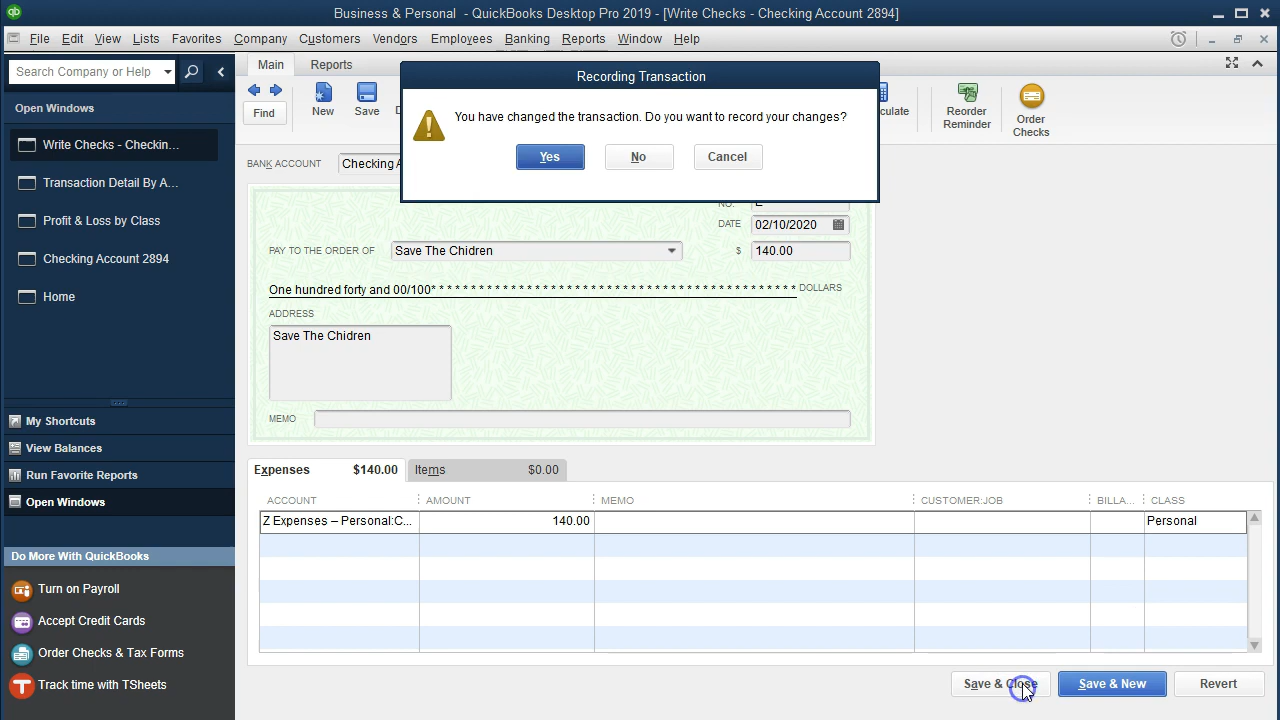 Business & Personal - QuickBooks Desktop Pro 2019 - [Write Checks - Checking Account 2894]
File Edit View Lists Favorites Company Customers Vendors Employees Banking Reports Window Help
Search Company or Help
Main Reports
Recording Transaction
Open Windows
Find
New
Save
Reorder Reminder
Order Checks
You have changed the transaction. Do you want to record your changes?
Yes No Cancel
Write Checks - Checkin...
Transaction Detail By A...
Profit & Loss by Class
Checking Account 2894
Home
BANK ACCOUNT
DATE 02/10/2020
PAY TO THE ORDER OF Save The Chidren $ 140.00
One hundred forty and 00/100* * * * * * * * * * * * * * * * * * * * * * * * * * * * * * * * * * * * * * * * * * * * * * DOLLARS
ADDRESS
Save The Chidren
MEMO
My Shortcuts
View Balances
Run Favorite Reports
Open Windows
Expenses $140.00 Items $0.00
ACCOUNT AMOUNT MEMO CUSTOMER:JOB BILLA... CLASS
Z Expenses – Personal:C... 140.00 Personal
Do More With QuickBooks
Turn on Payroll
Accept Credit Cards
Order Checks & Tax Forms
Track time with TSheets
Save & Close Save & New Revert